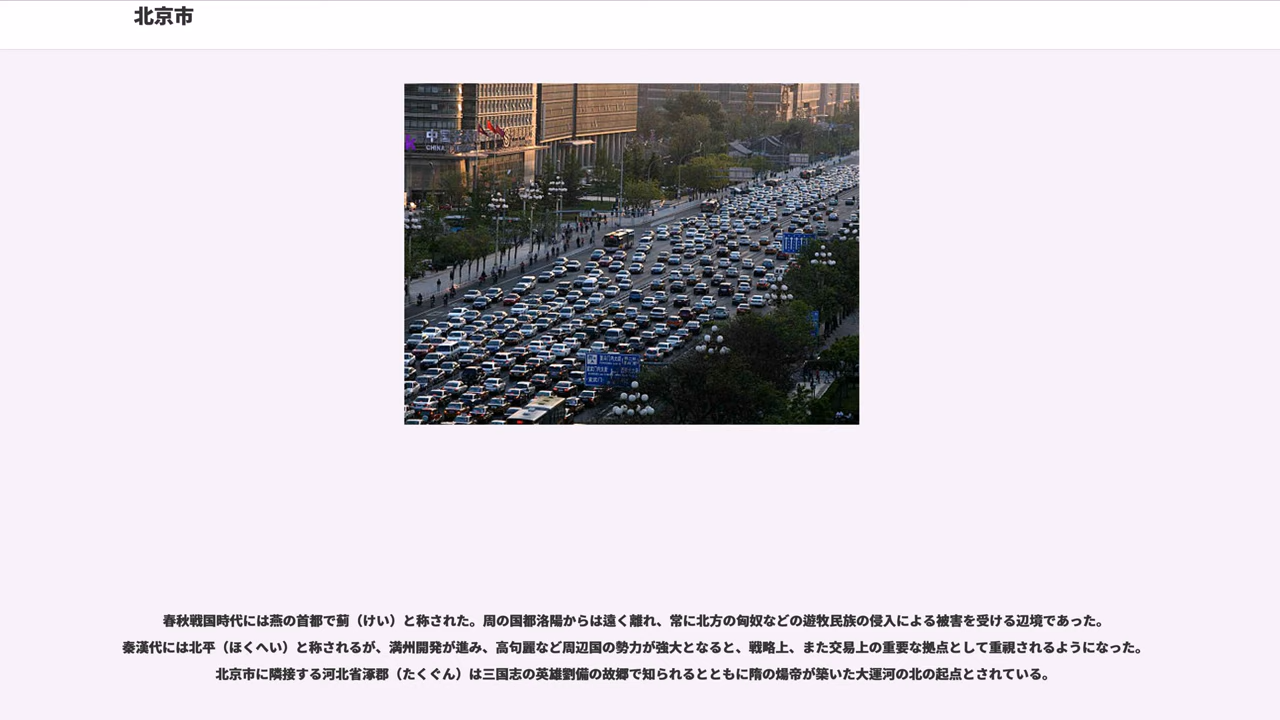 北京市
中国
CHINA
春秋戦国時代には燕の首都で薊（けい）と称された。周の国都洛陽からは遠く離れ、常に北方の匈奴などの遊牧民族の侵入による被害を受ける辺境であった。
秦漢代には北平（ほくへい）と称されるが、満州開発が進み、高句麗など周辺国の勢力が強大となると、戦略上、また交易上の重要な拠点として重視されるようになった。
北京市に隣接する河北省涿郡（たくぐん）は三国志の英雄劉備の故郷で知られるとともに隋の煬帝が築いた大運河の北の起点とされている。